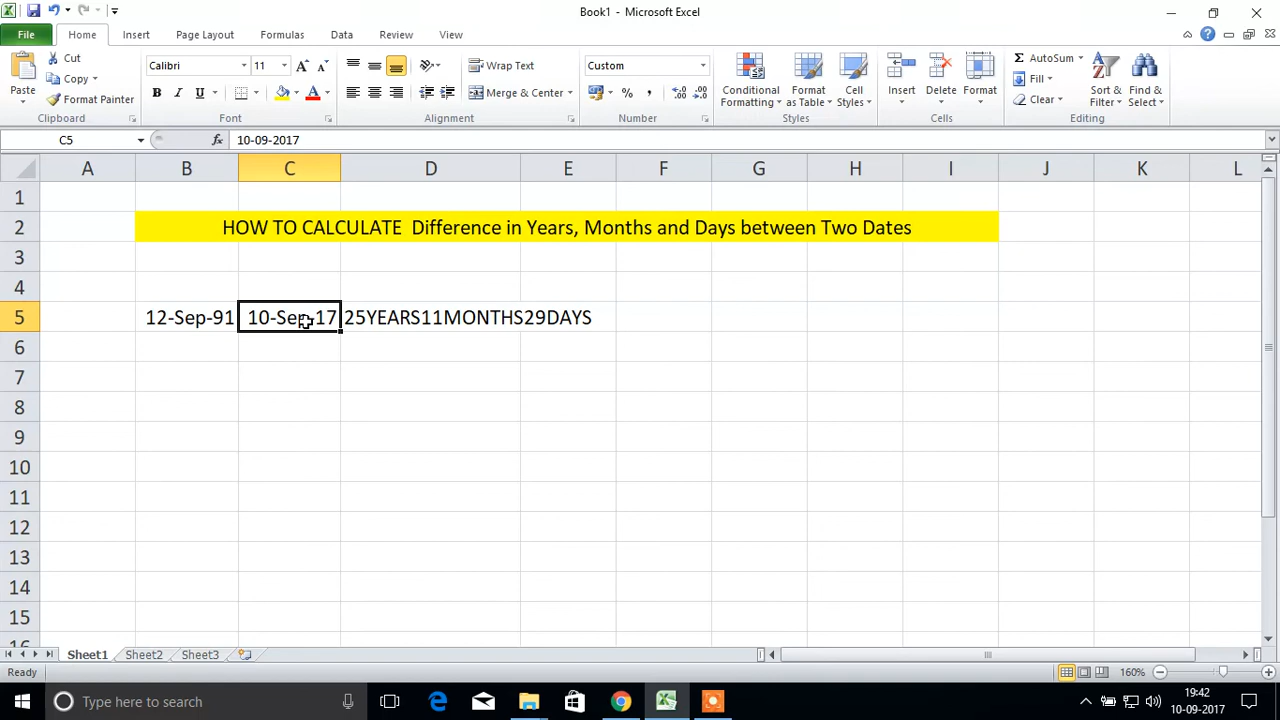 Book1 - Microsoft Excel
File Home Insert Page Layout Formulas Data Review View
Cut
Copy
Format Painter
Paste
Clipboard
Calibri 11
B I U
Font
Wrap Text
Merge & Center
Alignment
Custom
%
Number
Conditional Formatting
Format as Table
Cell Styles
Styles
Insert Delete Format
Cells
Σ AutoSum
Fill
Clear
Sort & Filter
Find & Select
Editing
C5 fx 10-09-2017
A B C D E F G H I J K L
1
2 HOW TO CALCULATE Difference in Years, Months and Days between Two Dates
3
4
5 12-Sep-91 10-Sep-17 25YEARS11MONTHS29DAYS
6
7
8
9
10
11
12
13
14
15
16
Sheet1 Sheet2 Sheet3
Ready 160%
Type here to search
19:42
10-09-2017